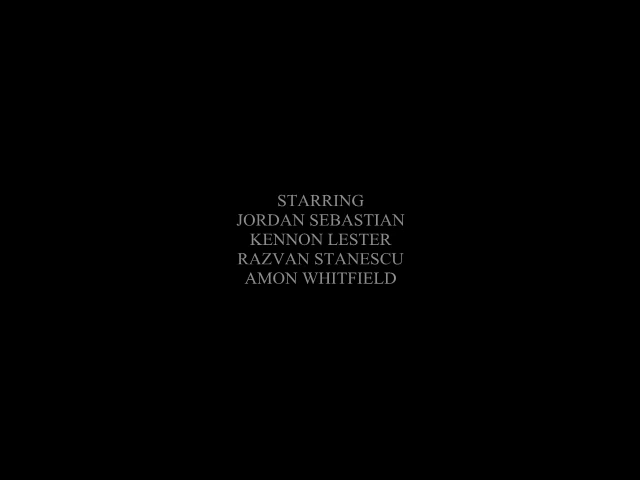 STARRING
JORDAN SEBASTIAN
KENNON LESTER
RAZVAN STANESCU
AMON WHITFIELD